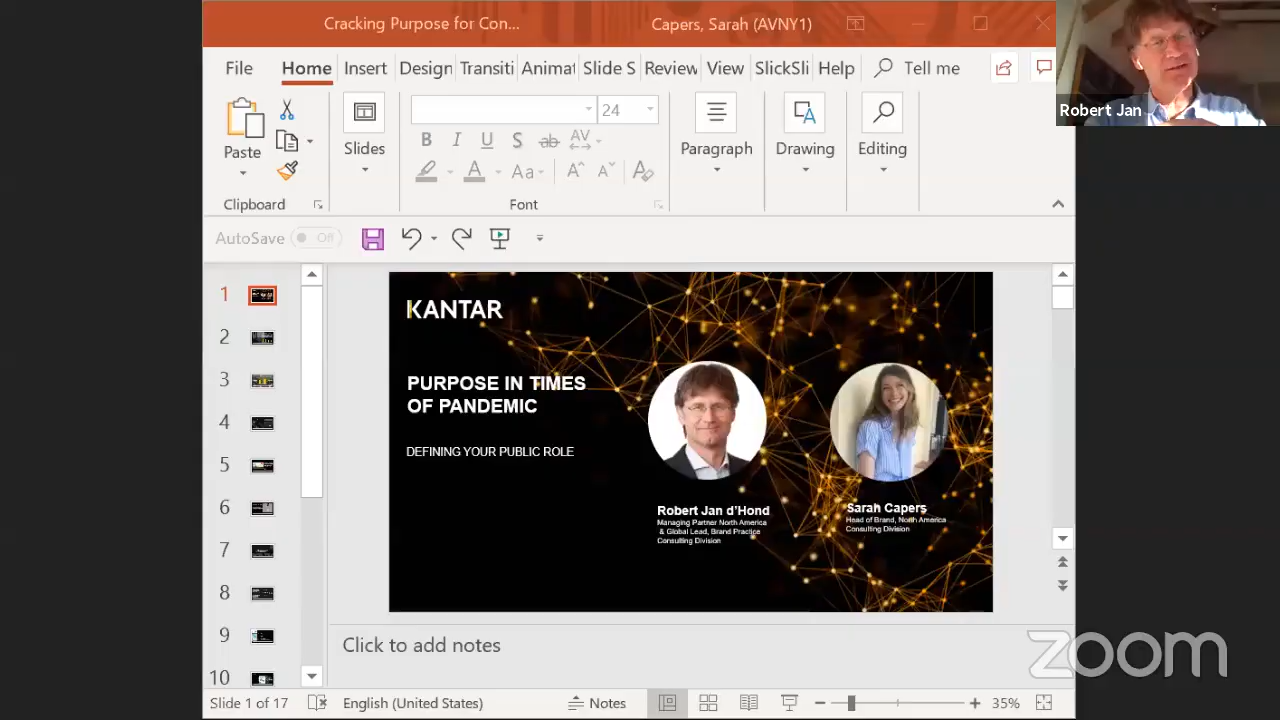 Cracking Purpose for Con...
Capers, Sarah (AVNY1)
File Home Insert Design Transiti Animat Slide S Review View SlickSli Help Tell me
Robert Jan
24
B I U S ab AV
Aa A A
Paste
Slides
Paragraph
Drawing
Editing
Clipboard
Font
AutoSave Off
1
2
3
4
5
6
7
8
9
10
KANTAR
PURPOSE IN TIMES
OF PANDEMIC
DEFINING YOUR PUBLIC ROLE
Robert Jan d'Hond
Managing Partner North America
& Global Lead, Brand Practice
Consulting Division
Sarah Capers
Head of Brand, North America
Consulting Division
Click to add notes
zoom
Slide 1 of 17 English (United States) Notes 35%